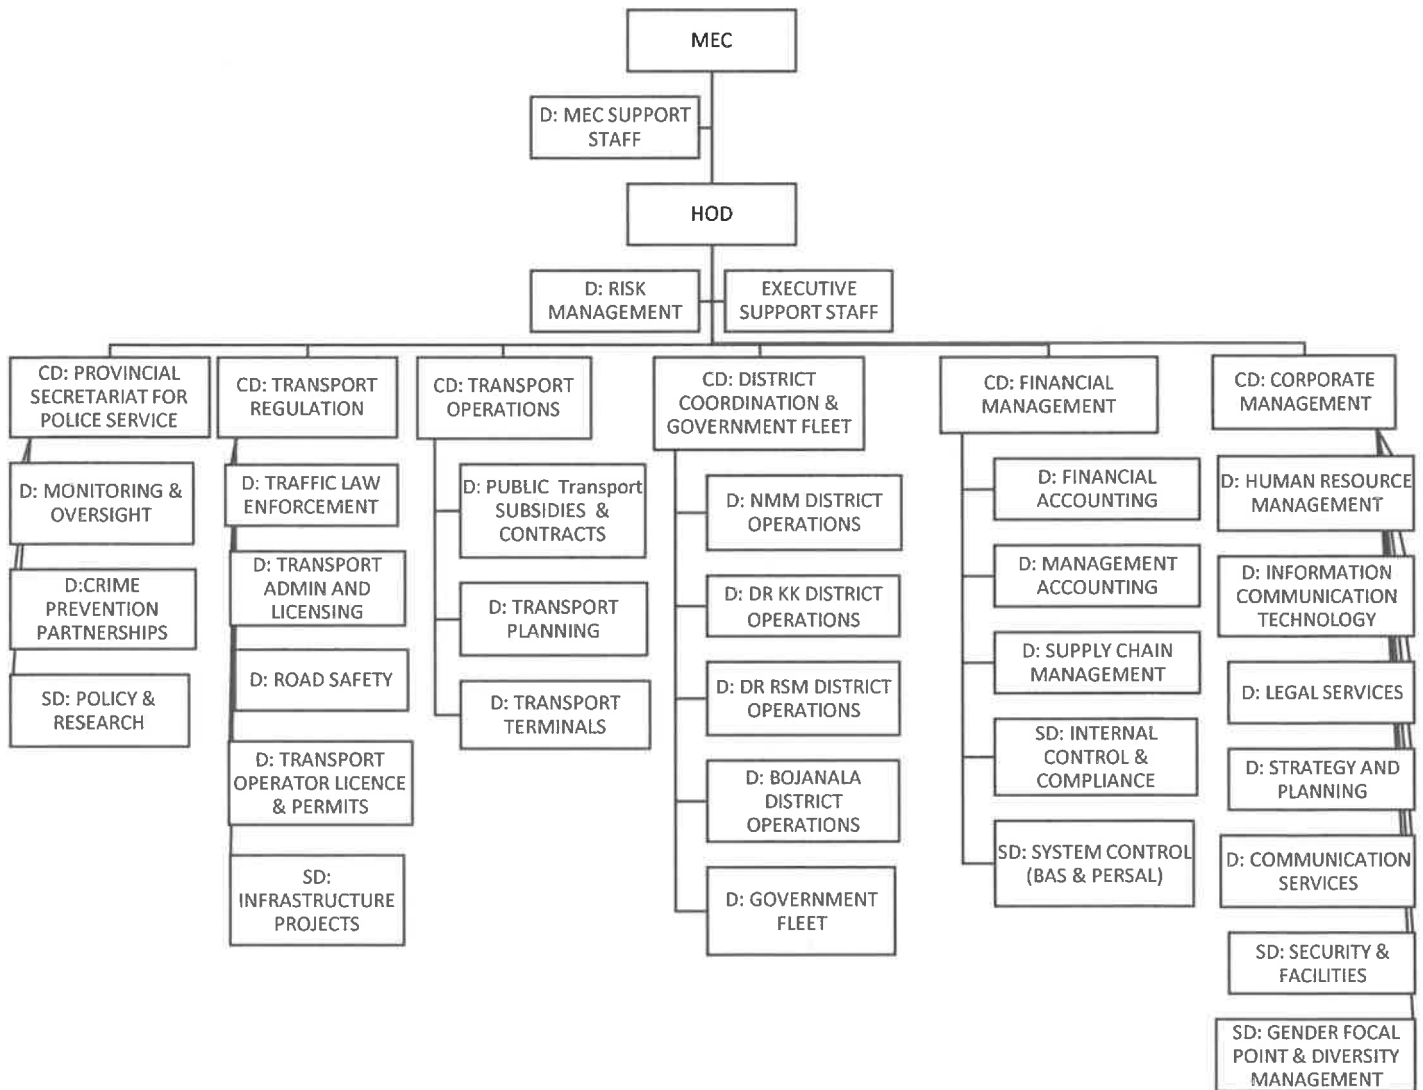 MEC
D: MEC SUPPORT
STAFF
HOD
D: RISK
MANAGEMENT
EXECUTIVE
SUPPORT STAFF
CD: PROVINCIAL
SECRETARIAT FOR
POLICE SERVICE
D: MONITORING &
OVERSIGHT
D:CRIME
PREVENTION
PARTNERSHIPS
SD: POLICY &
RESEARCH
CD: TRANSPORT
REGULATION
D: TRAFFIC LAW
ENFORCEMENT
D: TRANSPORT
ADMIN AND
LICENSING
D: ROAD SAFETY
D: TRANSPORT
OPERATOR LICENCE
& PERMITS
SD:
INFRASTRUCTURE
PROJECTS
CD: TRANSPORT
OPERATIONS
D: PUBLIC Transport
SUBSIDIES &
CONTRACTS
D: TRANSPORT
PLANNING
D: TRANSPORT
TERMINALS
CD: DISTRICT
COORDINATION &
GOVERNMENT FLEET
D: NMM DISTRICT
OPERATIONS
D: DR KK DISTRICT
OPERATIONS
D: DR RSM DISTRICT
OPERATIONS
D: BOJANALA
DISTRICT
OPERATIONS
D: GOVERNMENT
FLEET
CD: FINANCIAL
MANAGEMENT
D: FINANCIAL
ACCOUNTING
D: MANAGEMENT
ACCOUNTING
D: SUPPLY CHAIN
MANAGEMENT
SD: INTERNAL
CONTROL &
COMPLIANCE
SD: SYSTEM CONTROL
(BAS & PERSAL)
CD: CORPORATE
MANAGEMENT
D: HUMAN RESOURCE
MANAGEMENT
D: INFORMATION
COMMUNICATION
TECHNOLOGY
D: LEGAL SERVICES
D: STRATEGY AND
PLANNING
D: COMMUNICATION
SERVICES
SD: SECURITY &
FACILITIES
SD: GENDER FOCAL
POINT & DIVERSITY
MANAGEMENT